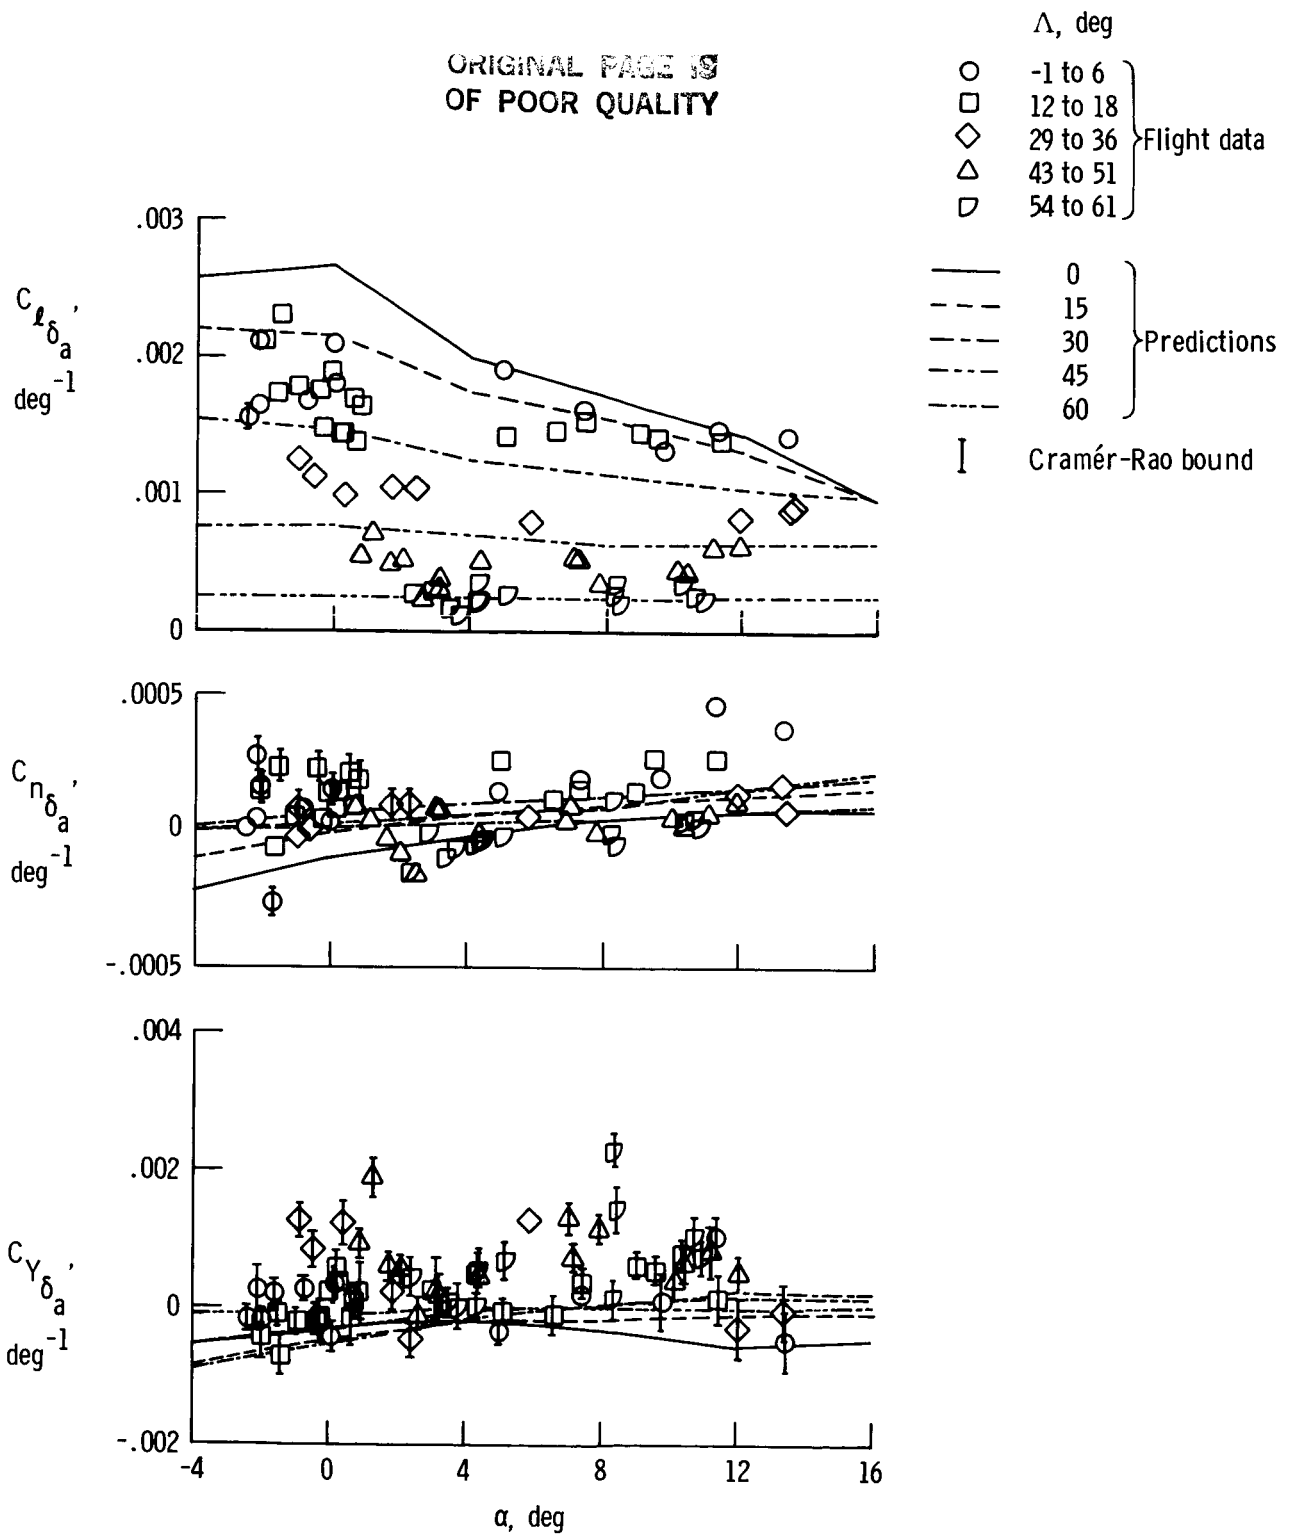 ORIGINAL PAGE IS
OF POOR QUALITY
Λ, deg
-1 to 6
12 to 18
29 to 36
43 to 51
54 to 61
Flight data
0
15
30
45
60
Predictions
Cramér-Rao bound
C_ℓ_δ_a,
deg⁻¹
.003
.002
.001
0
C_n_δ_a,
deg⁻¹
.0005
0
-.0005
C_Y_δ_a,
deg⁻¹
.004
.002
0
-.002
-4 0 4 8 12 16
α, deg